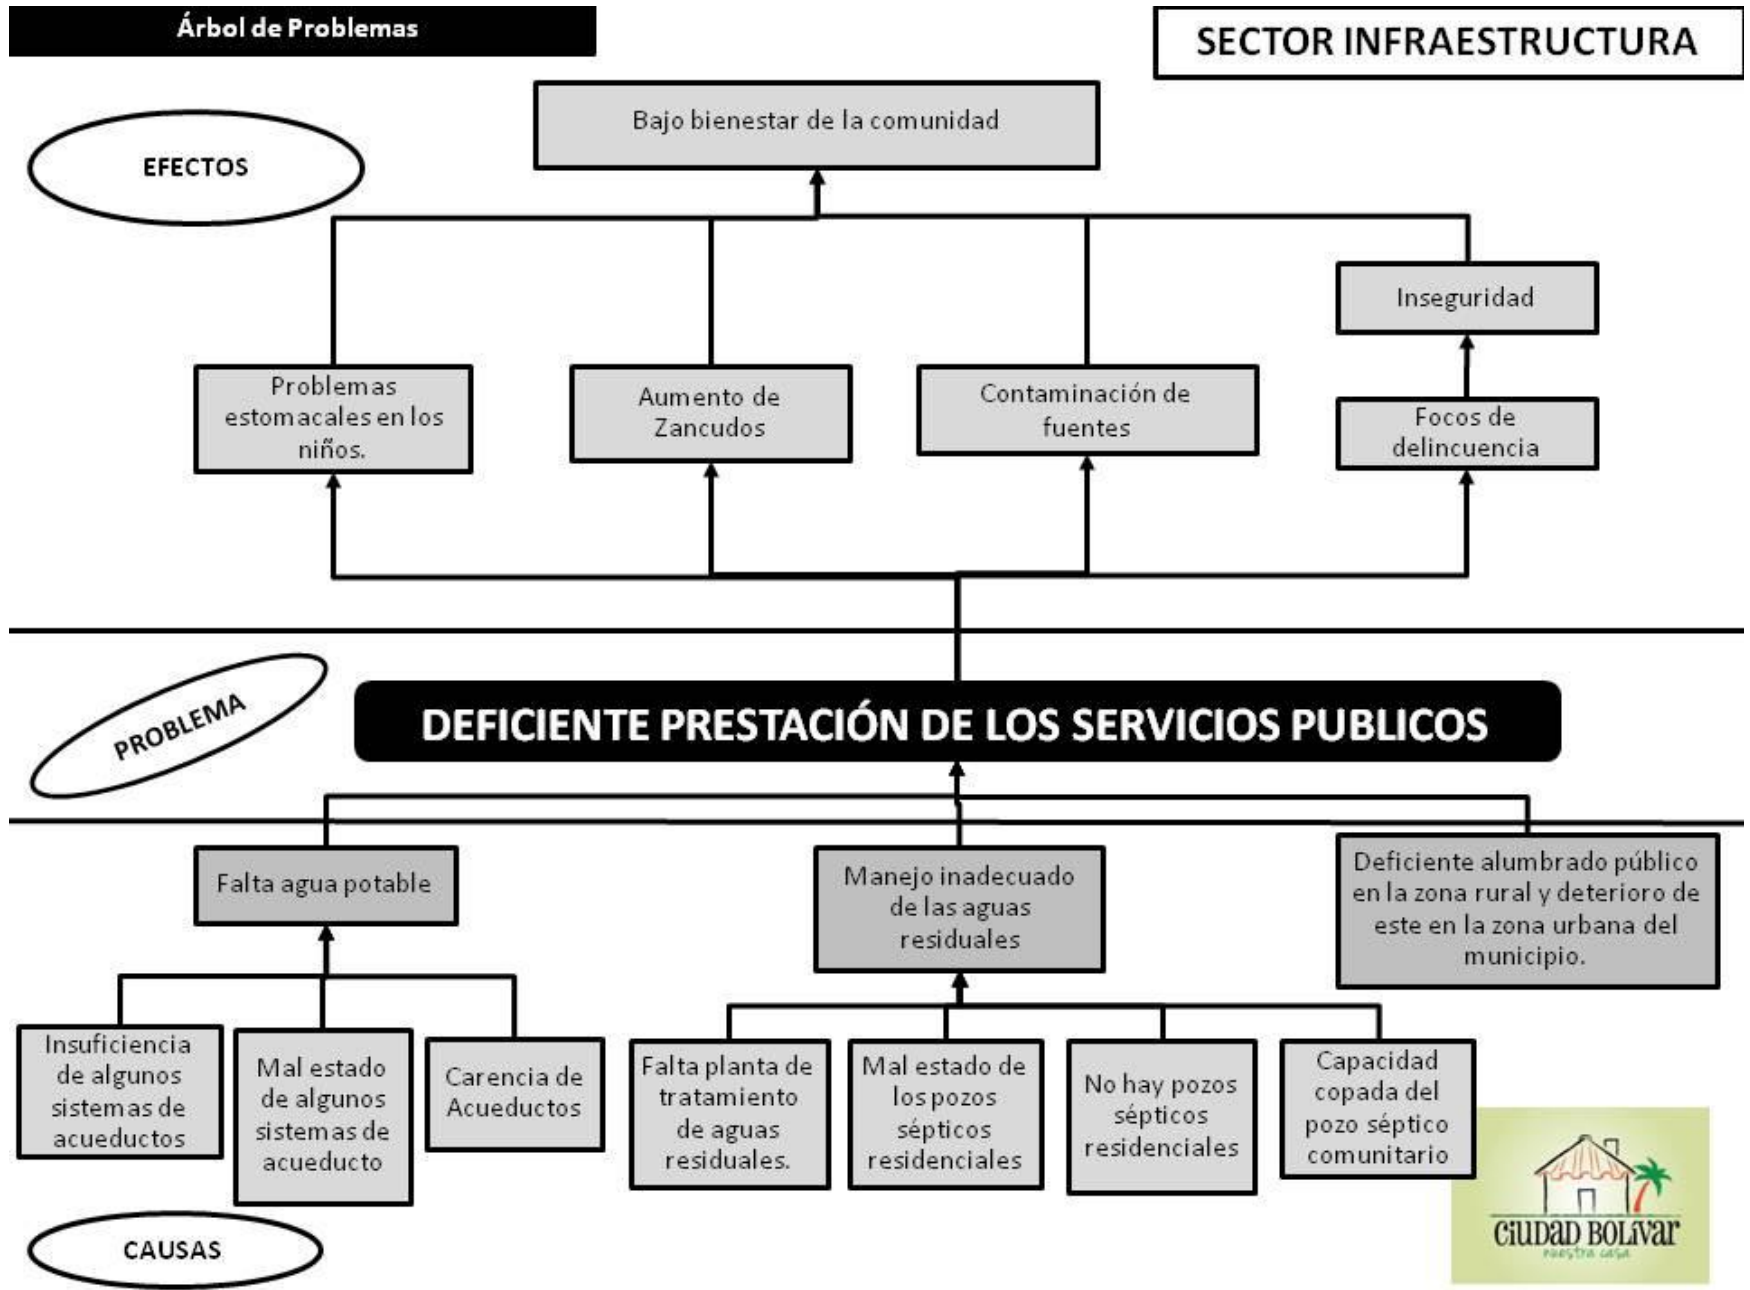 Árbol de Problemas
SECTOR INFRAESTRUCTURA
Bajo bienestar de la comunidad
EFECTOS
Inseguridad
Problemas
estomacales en los
niños.
Aumento de
Zancudos
Contaminación de
fuentes
Focos de
delincuencia
PROBLEMA
DEFICIENTE PRESTACIÓN DE LOS SERVICIOS PUBLICOS
Falta agua potable
Manejo inadecuado
de las aguas
residuales
Deficiente alumbrado público
en la zona rural y deterioro de
este en la zona urbana del
municipio.
Insuficiencia
de algunos
sistemas de
acueductos
Mal estado
de algunos
sistemas de
acueducto
Carencia de
Acueductos
Falta planta de
tratamiento
de aguas
residuales.
Mal estado de
los pozos
sépticos
residenciales
No hay pozos
sépticos
residenciales
Capacidad
copada del
pozo séptico
comunitario
CiUDAD BOLívar
nuestra casa
CAUSAS